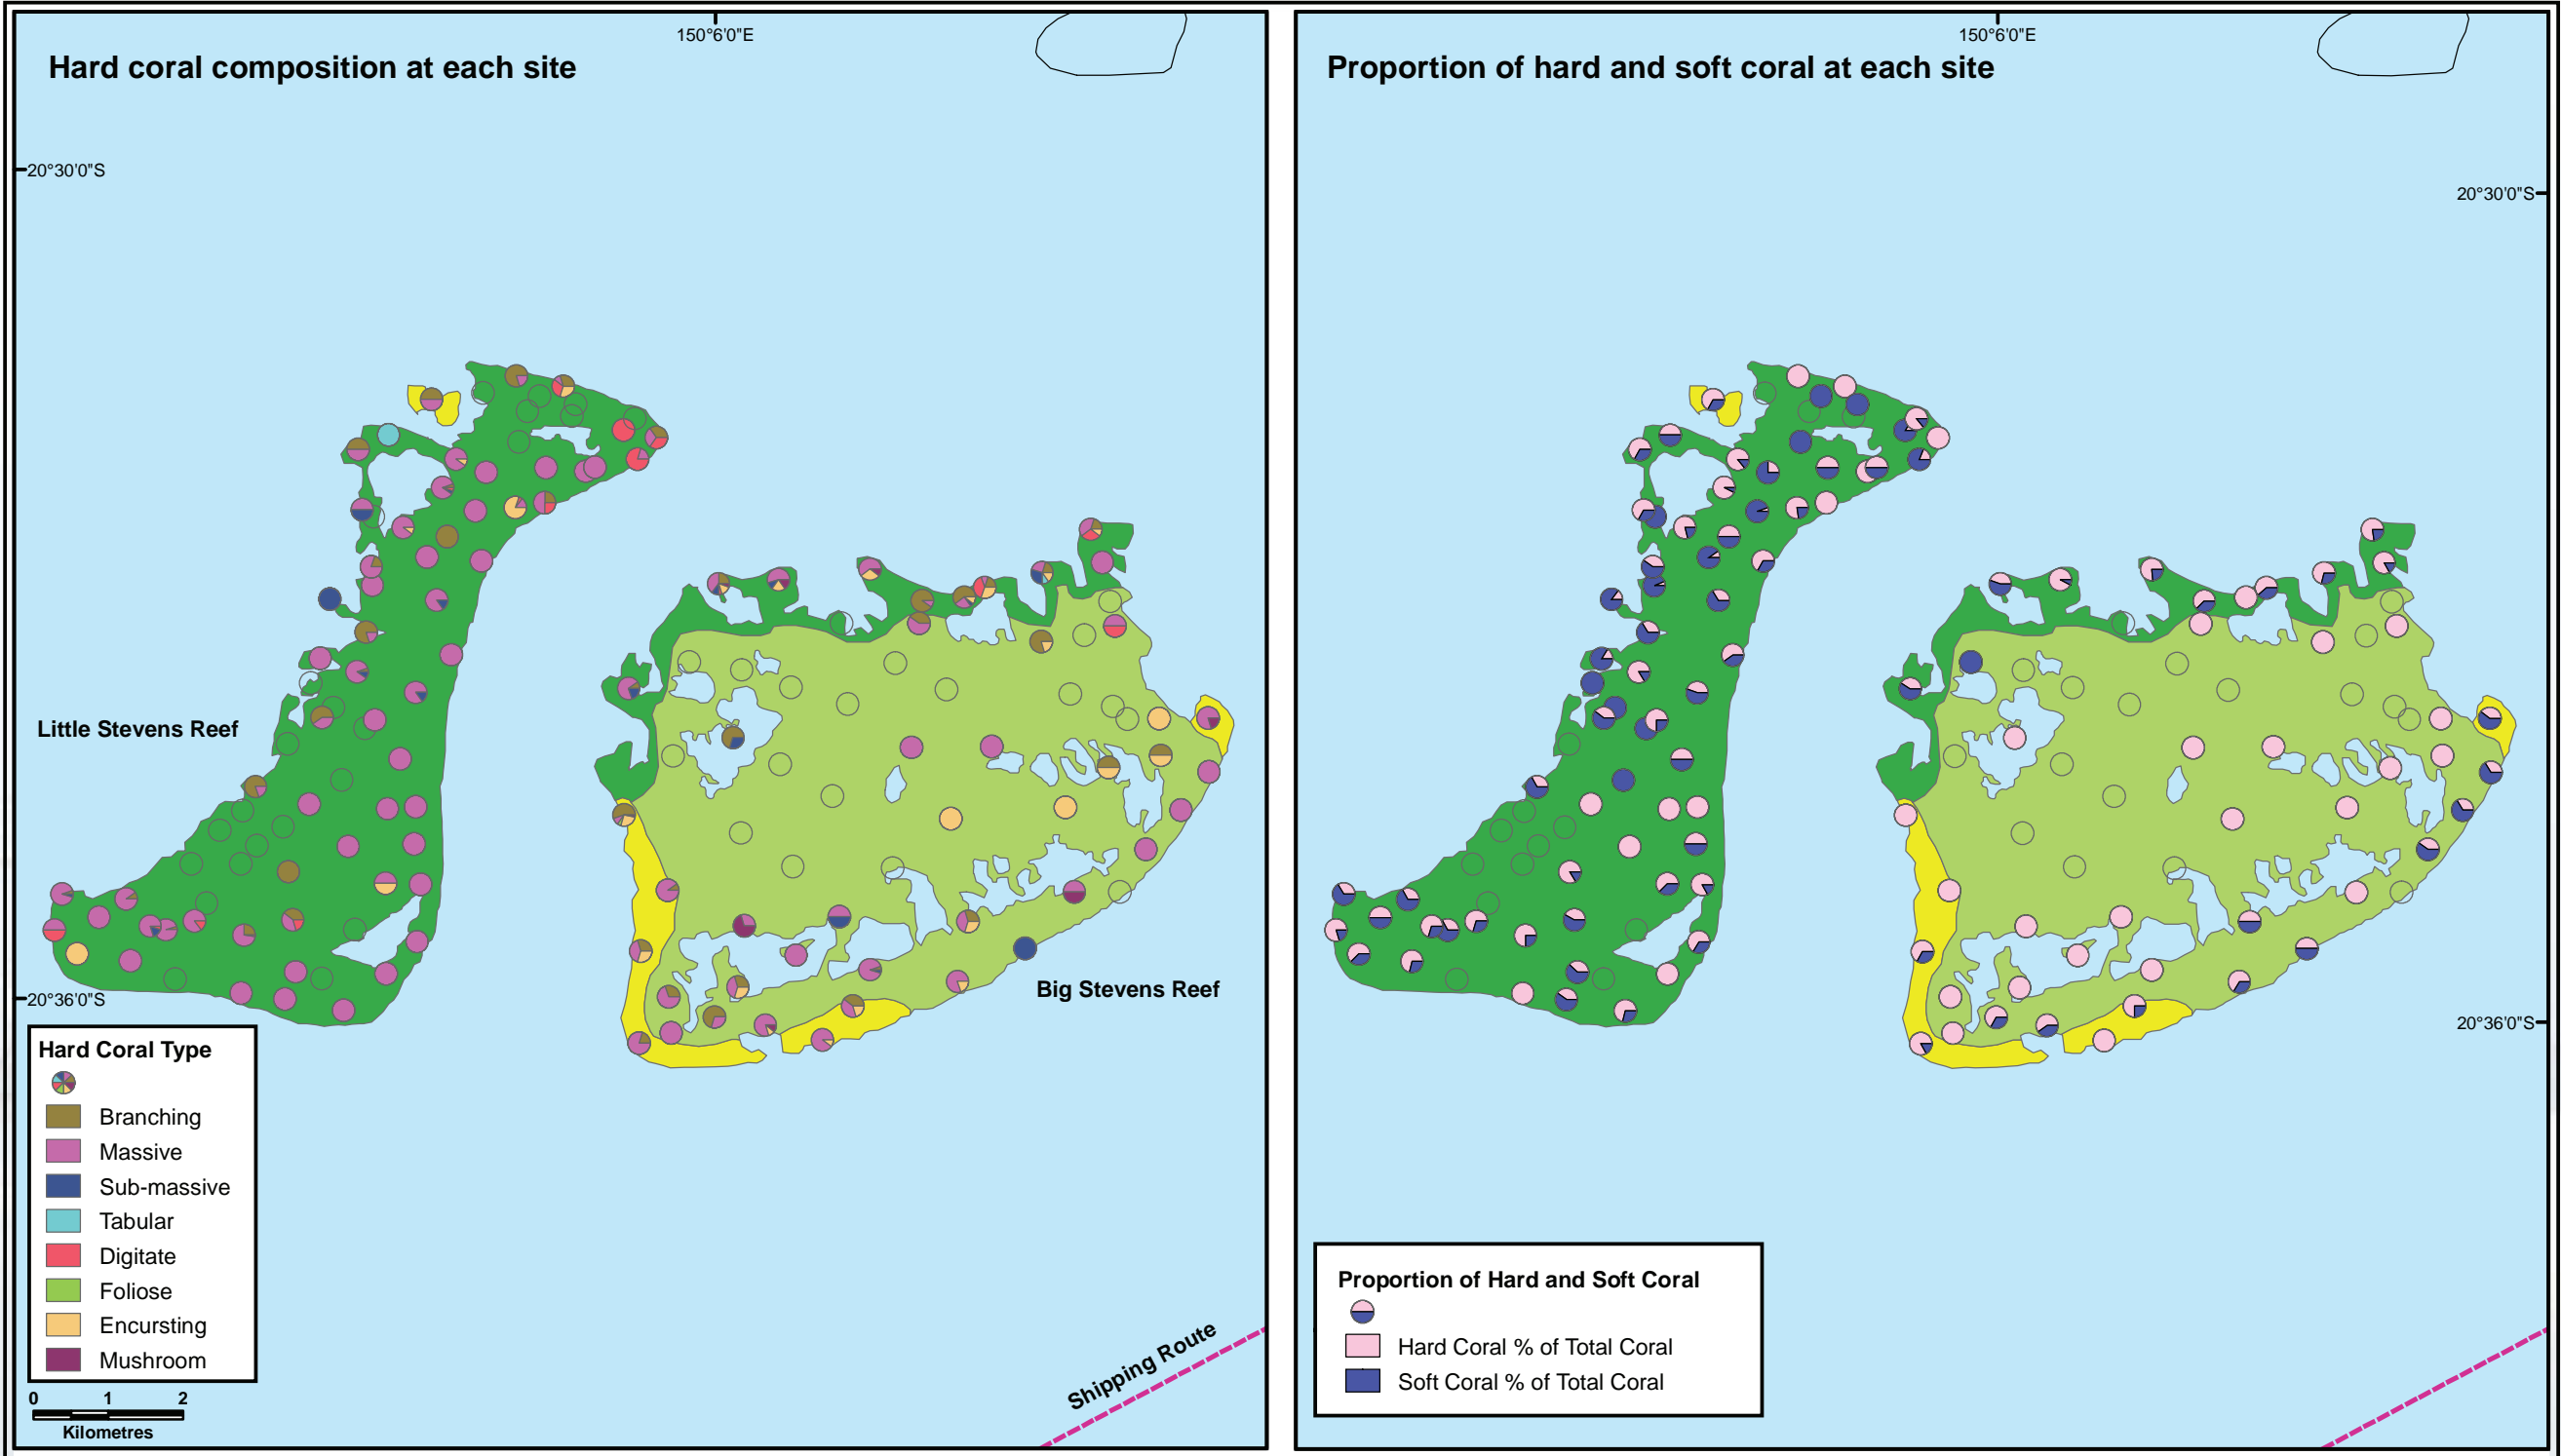 150°6'0"E
Hard coral composition at each site
20°30'0"S
Little Stevens Reef
20°36'0"S
Big Stevens Reef
Hard Coral Type
Branching
Massive
Sub-massive
Tabular
Digitate
Foliose
Encursting
Mushroom
0 1 2
Kilometres
Shipping Route
150°6'0"E
Proportion of hard and soft coral at each site
20°30'0"S
20°36'0"S
Proportion of Hard and Soft Coral
Hard Coral % of Total Coral
Soft Coral % of Total Coral